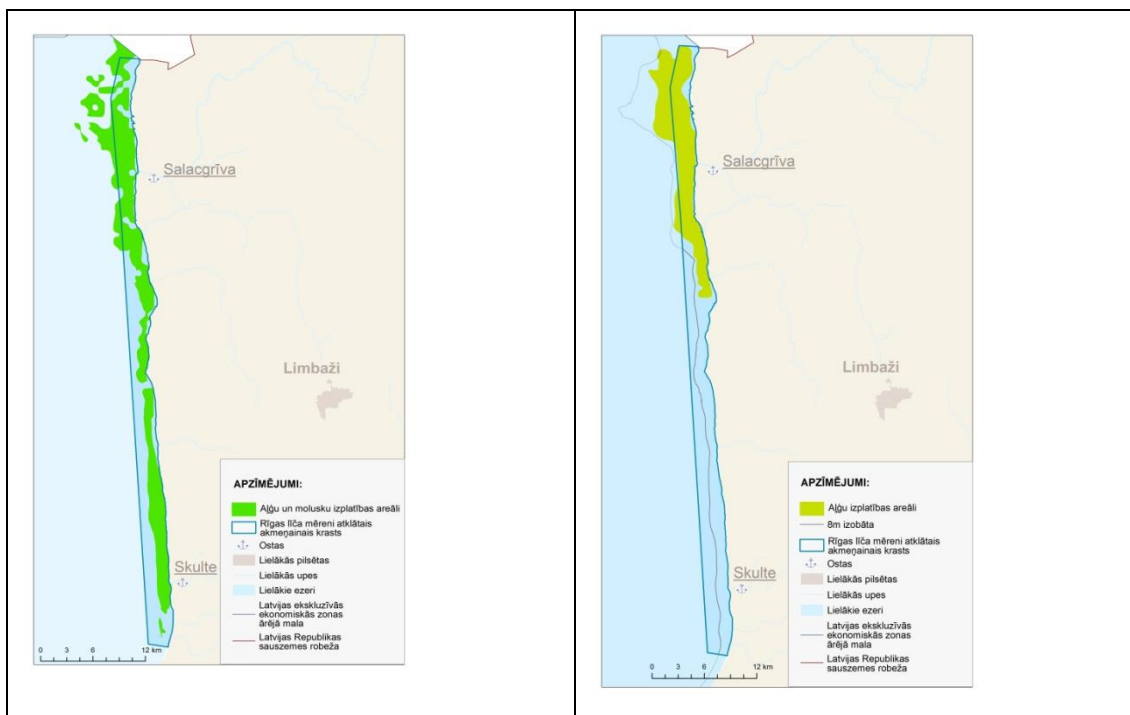 Salacgrīva
Limbaži
Skulte
APZĪMĒJUMI:
Aļģu un molusku izplatības areāli
Rīgas līča mēreni atklātais
akmeņainais krasts
Ostas
Lielākās pilsētas
Lielākās upes
Lielākie ezeri
Latvijas ekskluzīvās
ekonomiskās zonas
ārējā mala
Latvijas Republikas
sauszemes robeža
0 3 6 12 km
Salacgrīva
Limbaži
Skulte
APZĪMĒJUMI:
Aļģu izplatības areāli
8m izobāta
Rīgas līča mēreni atklātais
akmeņainais krasts
Ostas
Lielākās pilsētas
Lielākās upes
Lielākie ezeri
Latvijas ekskluzīvās
ekonomiskās zonas
ārējā mala
Latvijas Republikas
sauszemes robeža
0 3 6 12 km